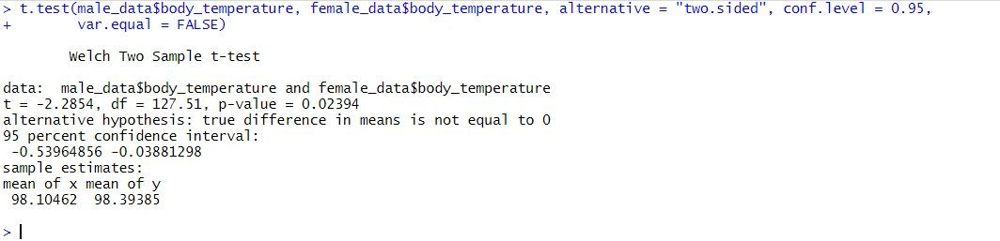 > t.test(male_data$body_temperature, female_data$body_temperature, alternative = "two.sided", conf.level = 0.95,
+        var.equal = FALSE)
        Welch Two Sample t-test
data:  male_data$body_temperature and female_data$body_temperature
t = -2.2854, df = 127.51, p-value = 0.02394
alternative hypothesis: true difference in means is not equal to 0
95 percent confidence interval:
 -0.53964856 -0.03881298
sample estimates:
mean of x mean of y
 98.10462  98.39385
>